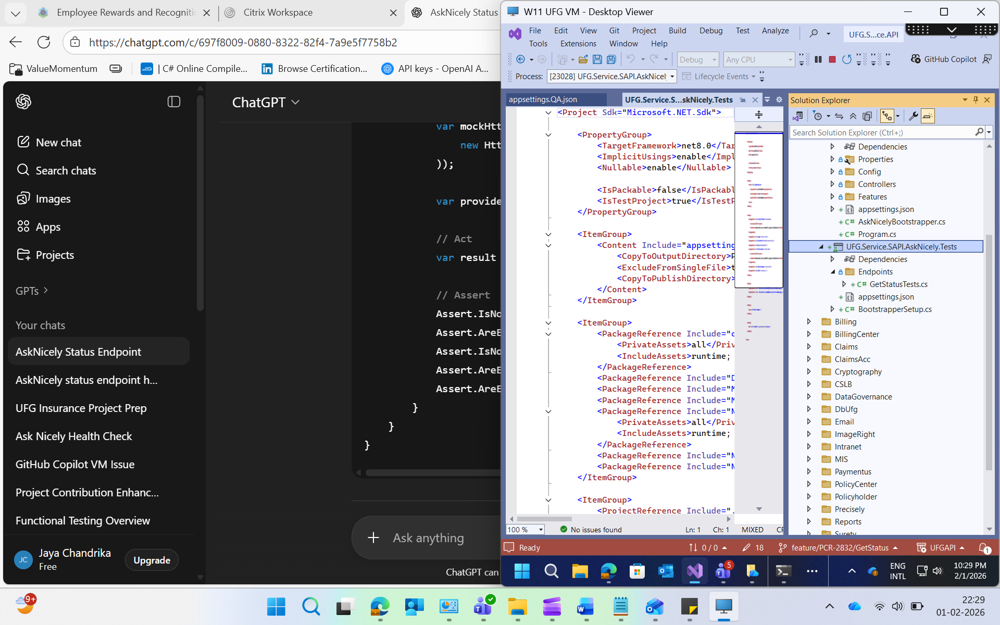 Employee Rewards and Recogniti
Citrix Workspace
AskNicely Status
https://chatgpt.com/c/697f8009-0880-8322-82f4-7a9e5f7758b2
ValueMomentum
| C# Online Compile...
Browse Certification...
API keys - OpenAI A...
New chat
Search chats
Images
Apps
Projects
GPTs
Your chats
AskNicely Status Endpoint
AskNicely status endpoint h...
UFG Insurance Project Prep
Ask Nicely Health Check
GitHub Copilot VM Issue
Project Contribution Enhanc...
Functional Testing Overview
JC
Jaya Chandrika
Free
Upgrade
ChatGPT
var mockHtt
new Htt
));
var provide
// Act
var result
// Assert
Assert.IsNo
Assert.AreE
Assert.IsNo
Assert.AreE
Assert.AreE
}
}
}
Ask anything
ChatGPT can
W11 UFG VM - Desktop Viewer
File Edit View Git Project Build Debug Test Analyze
UFG.S...ce.API
Tools Extensions Window Help
Debug
Any CPU
GitHub Copilot
Process: [23028] UFG.Service.SAPI.AskNicely
Lifecycle Events
appsettings.QA.json
UFG.Service.S...skNicely.Tests
<Project Sdk="Microsoft.NET.Sdk">
<PropertyGroup>
<TargetFramework>net8.0</Tar
<ImplicitUsings>enable</Impl
<Nullable>enable</Nullable>
<IsPackable>false</IsPackabl
<IsTestProject>true</IsTestP
</PropertyGroup>
<ItemGroup>
<Content Include="appsetting
<CopyToOutputDirectory>P
<ExcludeFromSingleFile>t
<CopyToPublishDirectory>
</Content>
</ItemGroup>
<ItemGroup>
<PackageReference Include="c
<PrivateAssets>all</Priv
<IncludeAssets>runtime;
</PackageReference>
<PackageReference Include="D
<PackageReference Include="M
<PackageReference Include="M
<PackageReference Include="N
<PrivateAssets>all</Priv
<IncludeAssets>runtime;
</PackageReference>
<PackageReference Include="N
<PackageReference Include="N
</ItemGroup>
<ItemGroup>
<ProjectReference Include=".
100 %
No issues found
Ln: 1
Ch: 1
MIXED
Solution Explorer
Search Solution Explorer (Ctrl+;)
Dependencies
Properties
Config
Controllers
Features
appsettings.json
AskNicelyBootstrapper.cs
Program.cs
UFG.Service.SAPI.AskNicely.Tests
Dependencies
Endpoints
GetStatusTests.cs
appsettings.json
BootstrapperSetup.cs
Billing
BillingCenter
Claims
ClaimsAcc
Cryptography
CSLB
DataGovernance
DbUfg
Email
ImageRight
Intranet
MIS
Paymentus
PolicyCenter
Policyholder
Precisely
Reports
Surety
Ready
0 / 0
18
feature/PCR-2832/GetStatus
UFGAPI
1
5
ENG
INTL
10:29 PM
2/1/2026
9+
22:29
01-02-2026